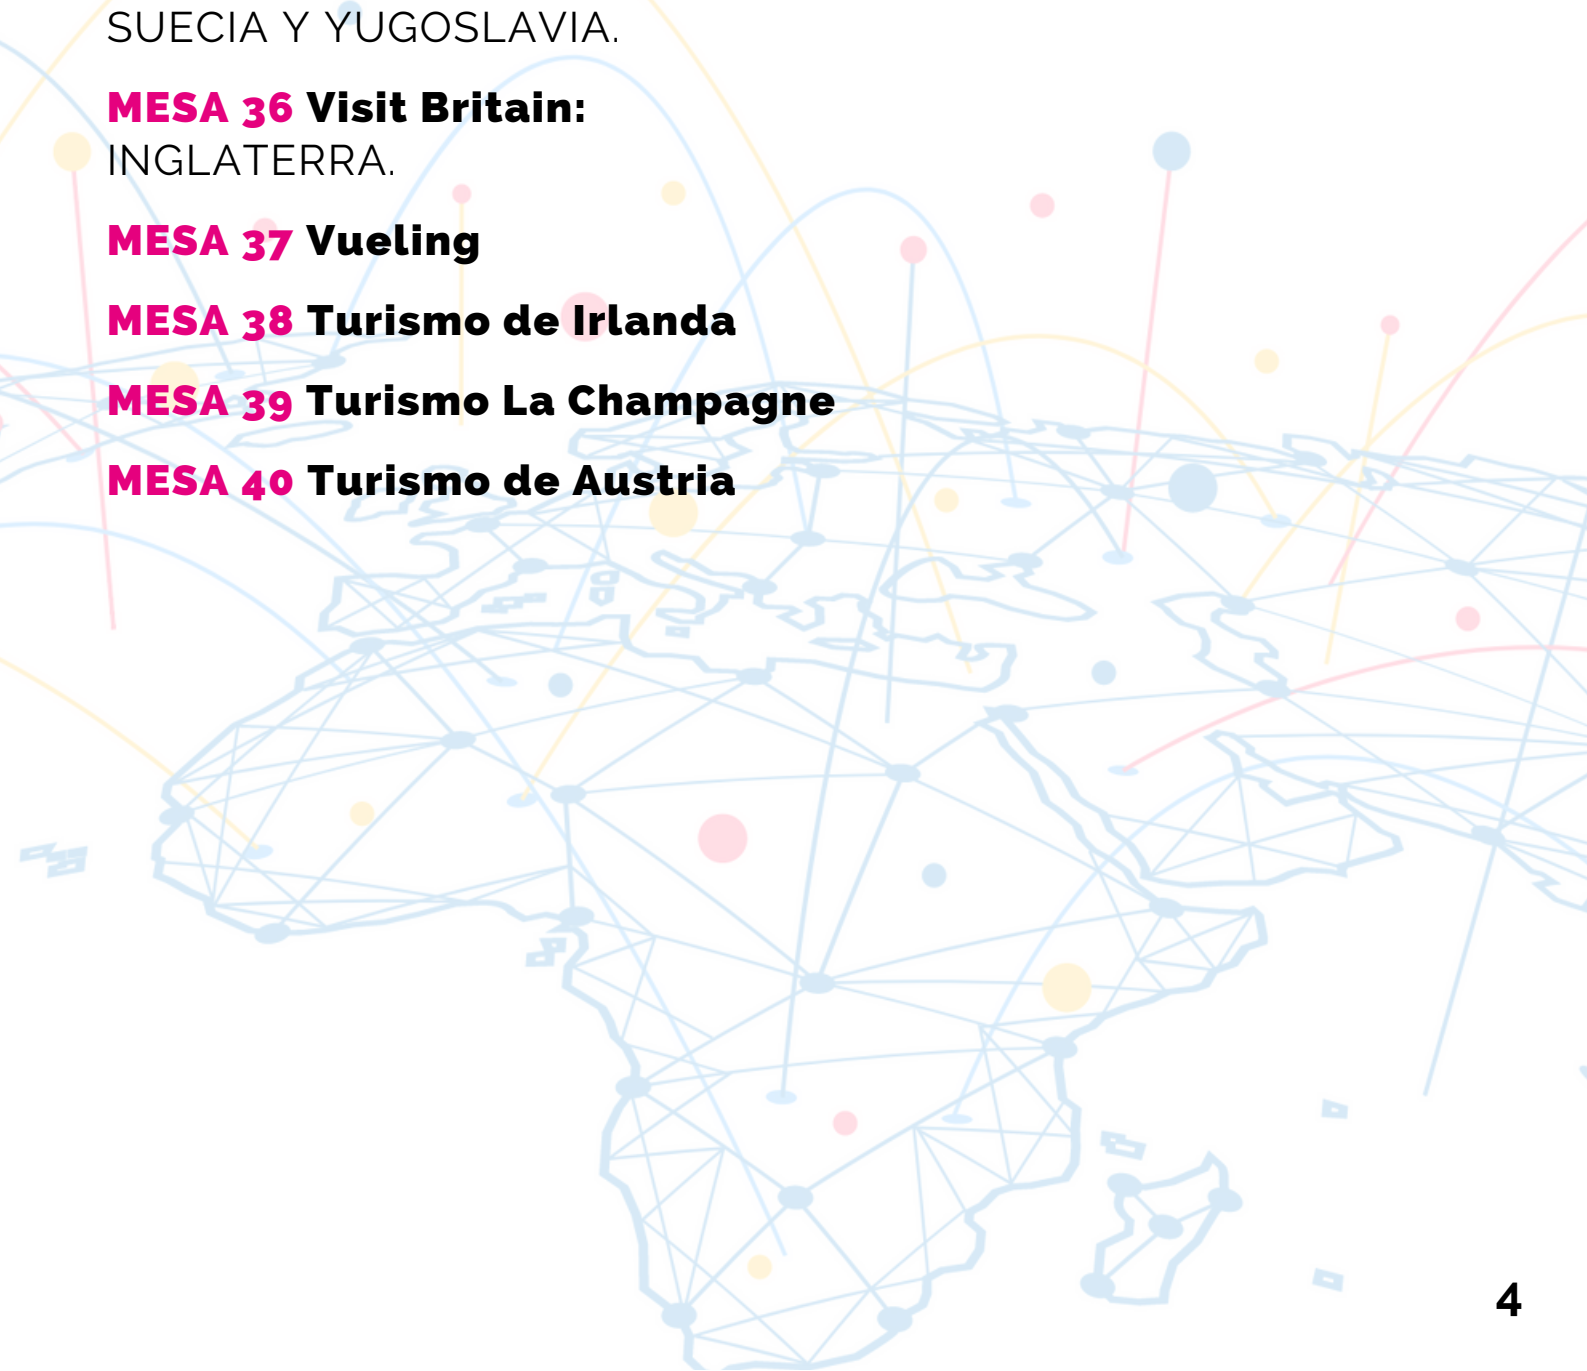 SUECIA Y YUGOSLAVIA.
MESA 36 Visit Britain:
INGLATERRA.
MESA 37 Vueling
MESA 38 Turismo de Irlanda
MESA 39 Turismo La Champagne
MESA 40 Turismo de Austria
4